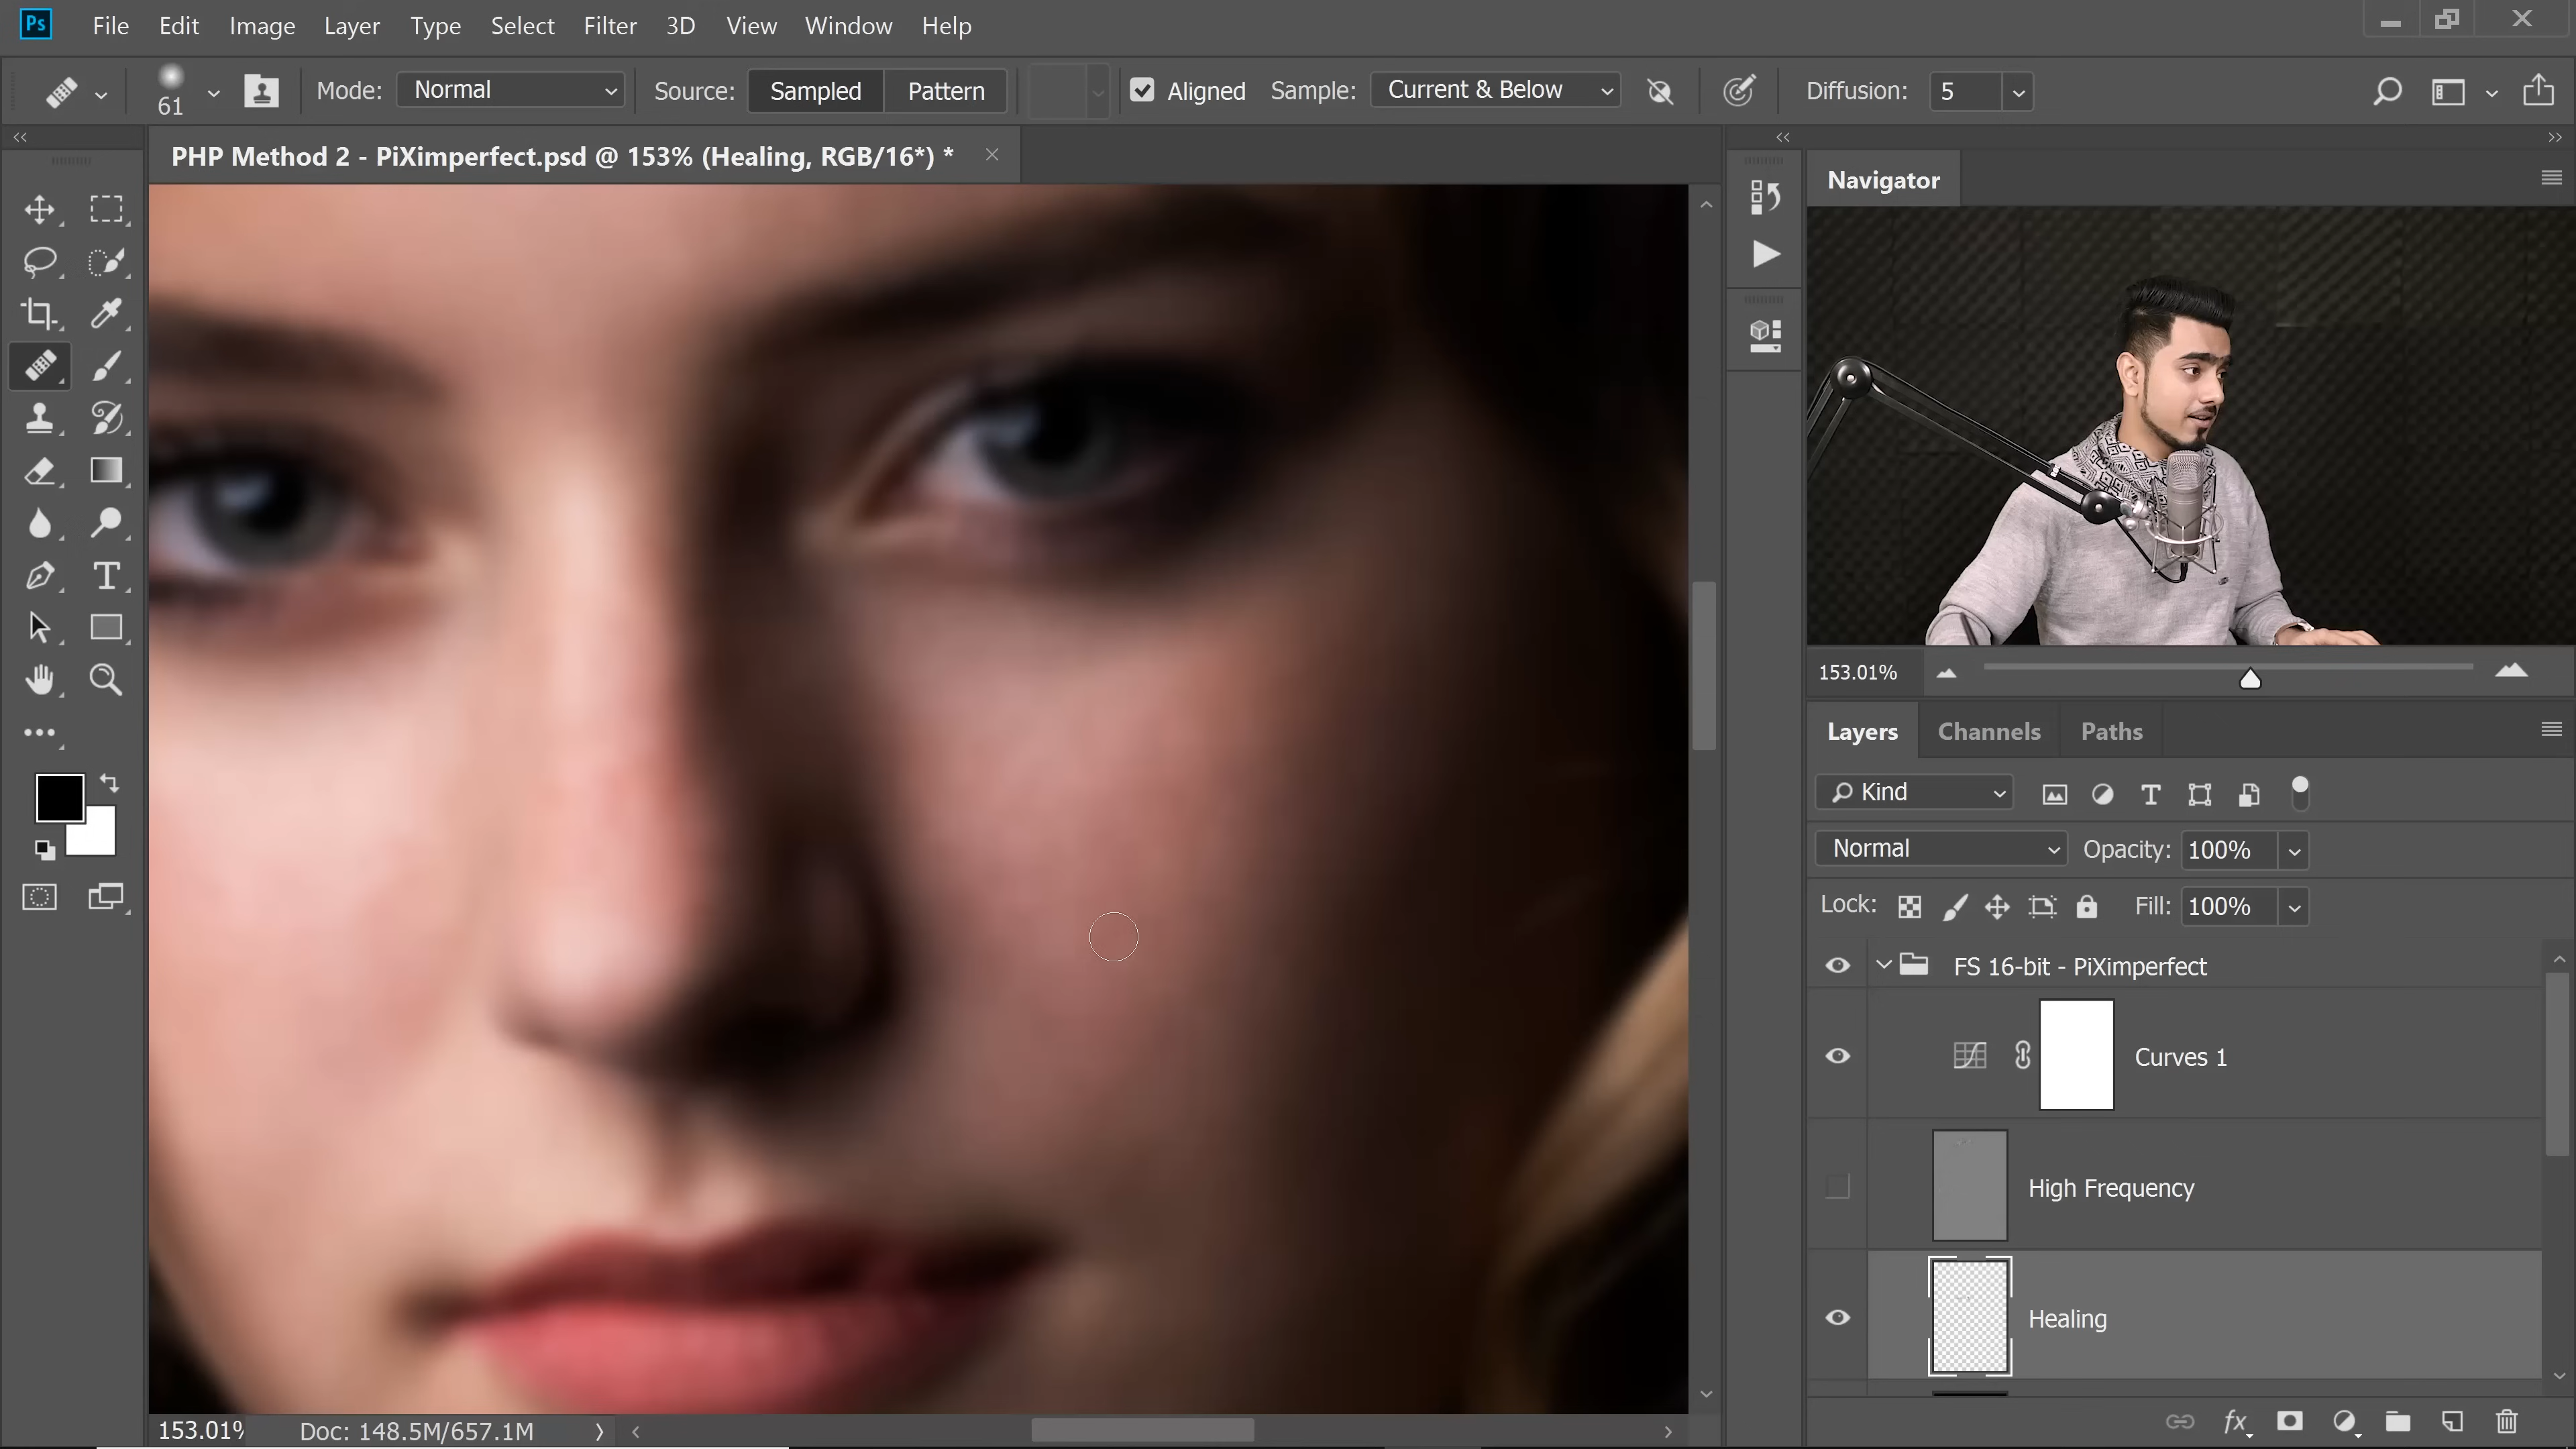 Ps File Edit Image Layer Type Select Filter 3D View Window Help
61 Mode: Normal Source: Sampled Pattern Aligned Sample: Current & Below Diffusion: 5
PHP Method 2 - PiXimperfect.psd @ 153% (Healing, RGB/16*) *
Navigator
153.01%
Layers Channels Paths
Kind
Normal Opacity: 100%
Lock: Fill: 100%
FS 16-bit - PiXimperfect
Curves 1
High Frequency
Healing
fx
153.01% Doc: 148.5M/657.1M